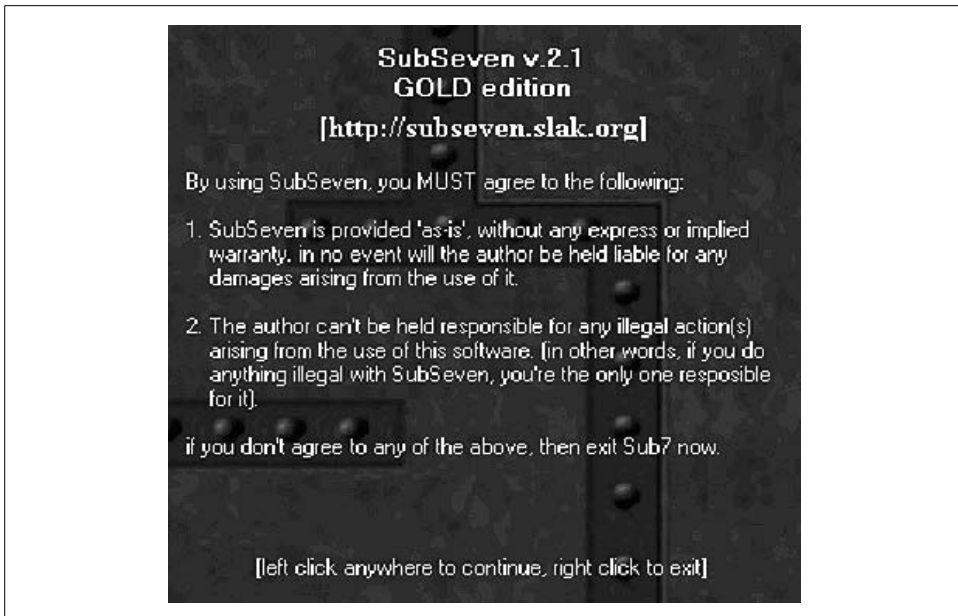 SubSeven v.2.1
GOLD edition
[http://subseven.slak.org]
By using SubSeven, you MUST agree to the following:
1. SubSeven is provided 'as-is', without any express or implied
warranty. in no event will the author be held liable for any
damages arising from the use of it.
2. The author can't be held responsible for any illegal action(s)
arising from the use of this software. (in other words, if you do
anything illegal with SubSeven, you're the only one resposible
for it).
if you don't agree to any of the above, then exit Sub7 now.
[left click anywhere to continue, right click to exit]